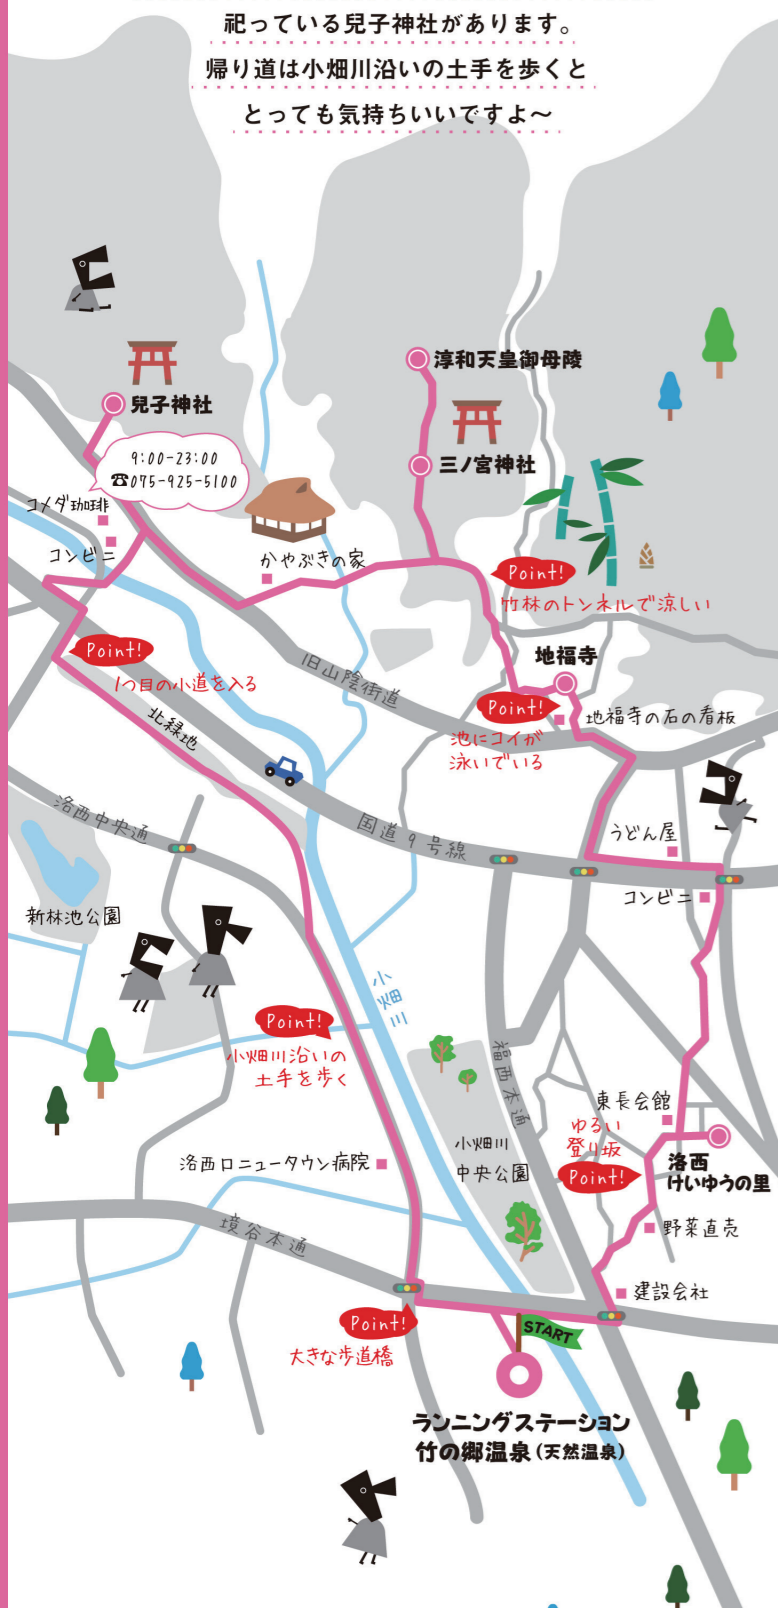 祀っている兒子神社があります。
帰り道は小畑川沿いの土手を歩くと
とっても気持ちいいですよ〜
淳和天皇御母陵
兒子神社
9:00-23:00
☎075-925-5100
三ノ宮神社
コメダ珈琲
コンビニ
かやぶきの家
Point!
竹林のトンネルで涼しい
Point!
1つ目の小道を入る
地福寺
旧山陰街道
Point!
地福寺の石の看板
池にコイが
泳いでいる
北緑地
洛西中央通
国道9号線
うどん屋
コンビニ
新林池公園
小畑川
Point!
小畑川沿いの
土手を歩く
福西本通
東長会館
ゆるい
登り坂
Point!
小畑川
中央公園
洛西
けいゆうの里
洛西ロニュータウン病院
野菜直売
境谷本通
建設会社
Point!
大きな歩道橋
START
ランニングステーション
竹の郷温泉(天然温泉)